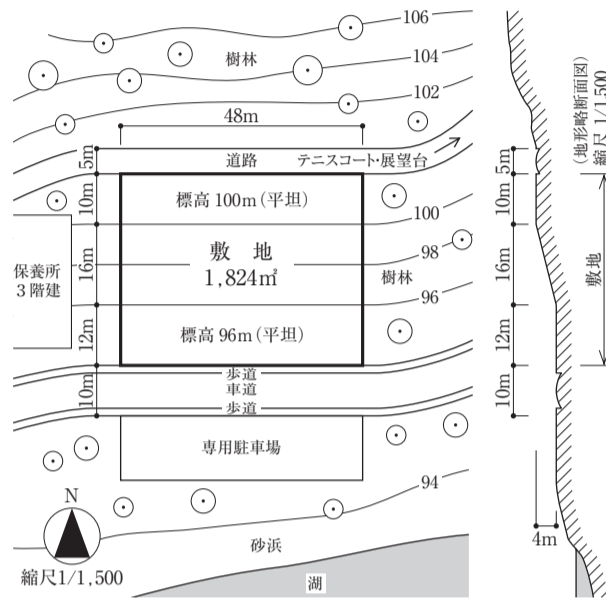 106
樹林
104
102
48m
5m
道路
テニスコート・展望台
10m
標高 100m (平坦)
100
敷 地
1,824㎡
98
16m
樹林
保養所
3階建
96
標高 96m (平坦)
12m
歩道
車道
歩道
10m
専用駐車場
94
N
砂浜
縮尺1/1,500
湖
(地形略断面図)
縮尺 1/1,500
5m
10m
16m
敷地
12m
10m
4m